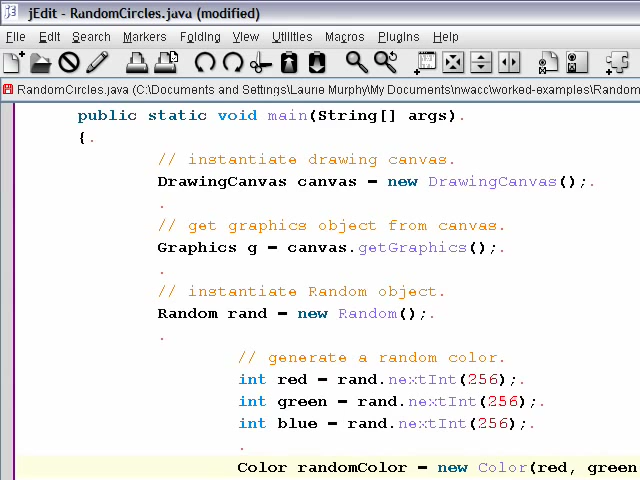 jEdit - RandomCircles.java (modified)
File Edit Search Markers Folding View Utilities Macros Plugins Help
RandomCircles.java (C:\Documents and Settings\Laurie Murphy\My Documents\nwacc\worked-examples\Random
public static void main(String[] args).
{.
// instantiate drawing canvas.
DrawingCanvas canvas = new DrawingCanvas();.
.
// get graphics object from canvas.
Graphics g = canvas.getGraphics();.
.
// instantiate Random object.
Random rand = new Random();.
.
// generate a random color.
int red = rand.nextInt(256);.
int green = rand.nextInt(256);.
int blue = rand.nextInt(256);.
.
Color randomColor = new Color(red, green